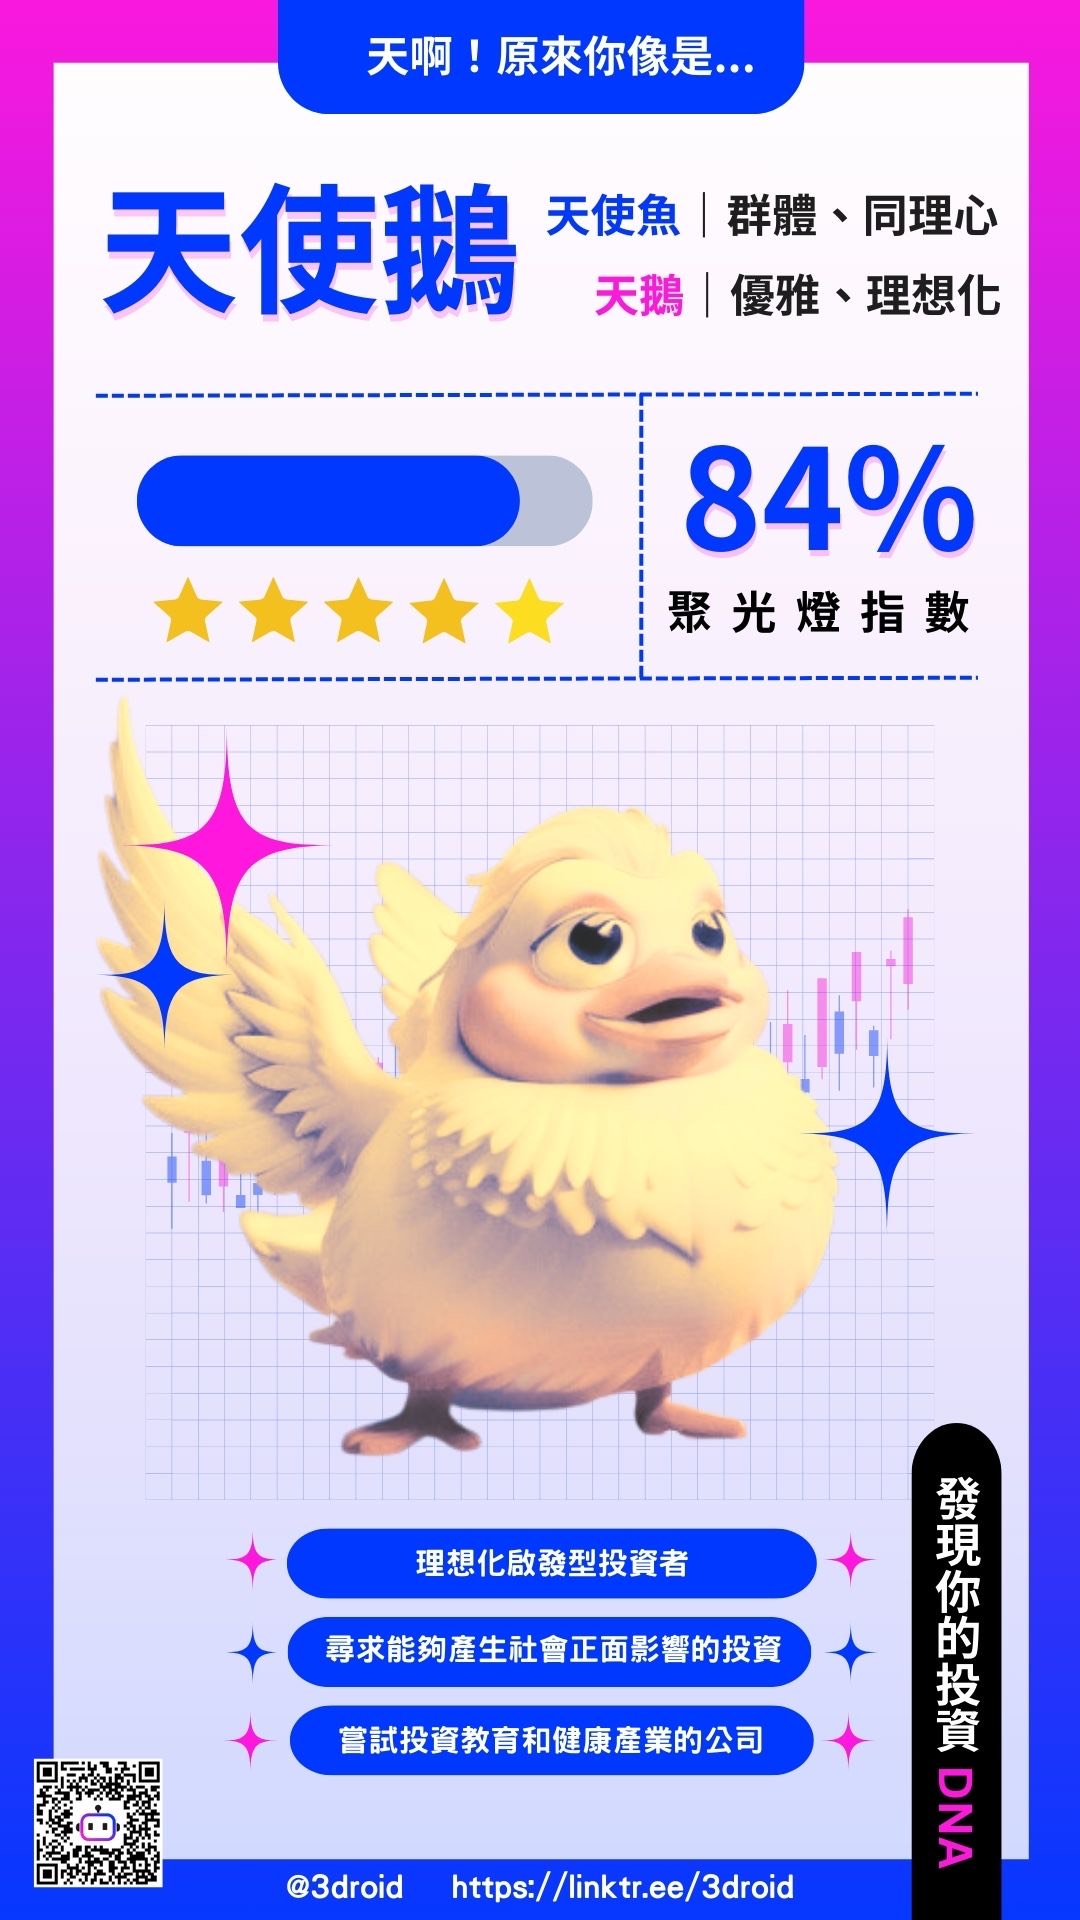 天啊！原來你像是...
天使鵝
天使魚｜群體、同理心
天鵝｜優雅、理想化
84%
聚光燈指數
理想化啟發型投資者
尋求能夠產生社會正面影響的投資
嘗試投資教育和健康產業的公司
發現你的投資 DNA
@3droid https://linktr.ee/3droid